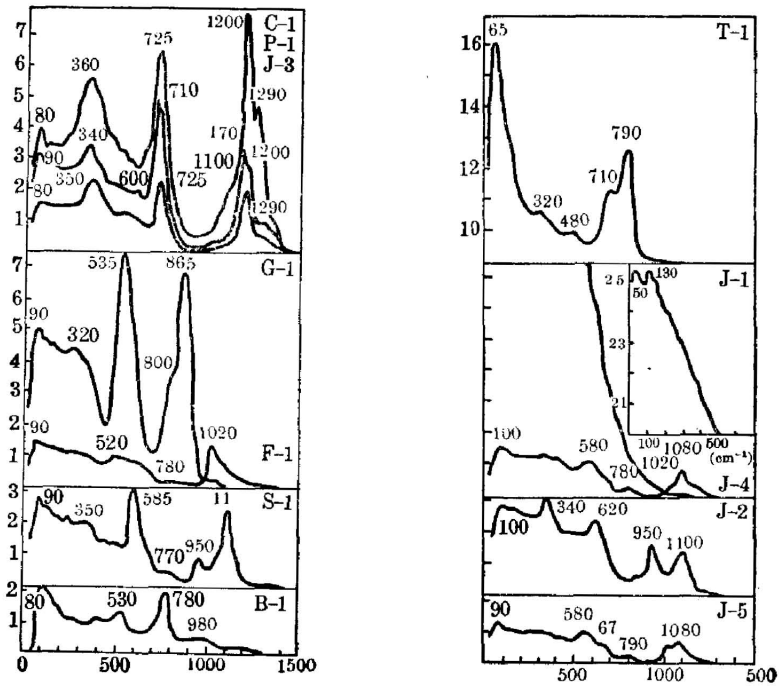 7 1200 C-1
725 P-1
6 360 J-3
5 710 1290
4 80 170
3 340 1100 1200
90 600 725
2 350 1290
80
1
7 535 865 G-1
6
90
5 320
4 800
3
2
90 1020
1 520 780 F-1
3 585 11 S-1
90
2 350 950
1 770
2 530 780 B-1
80
1 980
0 500 1000 1500
65 T-1
16
14
790
12 710
320 480
10
25 130 J-1
50
23
21
100 500
(cm⁻¹)
100 580 1080
780 1020
J-4
340 620 950 J-2
100 1100
90 580 67 1080 J-5
790
500 1000 500